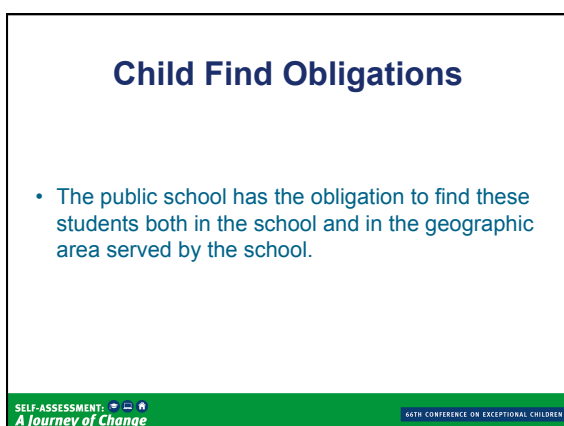 Child Find Obligations
• The public school has the obligation to find these
students both in the school and in the geographic
area served by the school.
SELF-ASSESSMENT:
A Journey of Change
66TH CONFERENCE ON EXCEPTIONAL CHILDREN